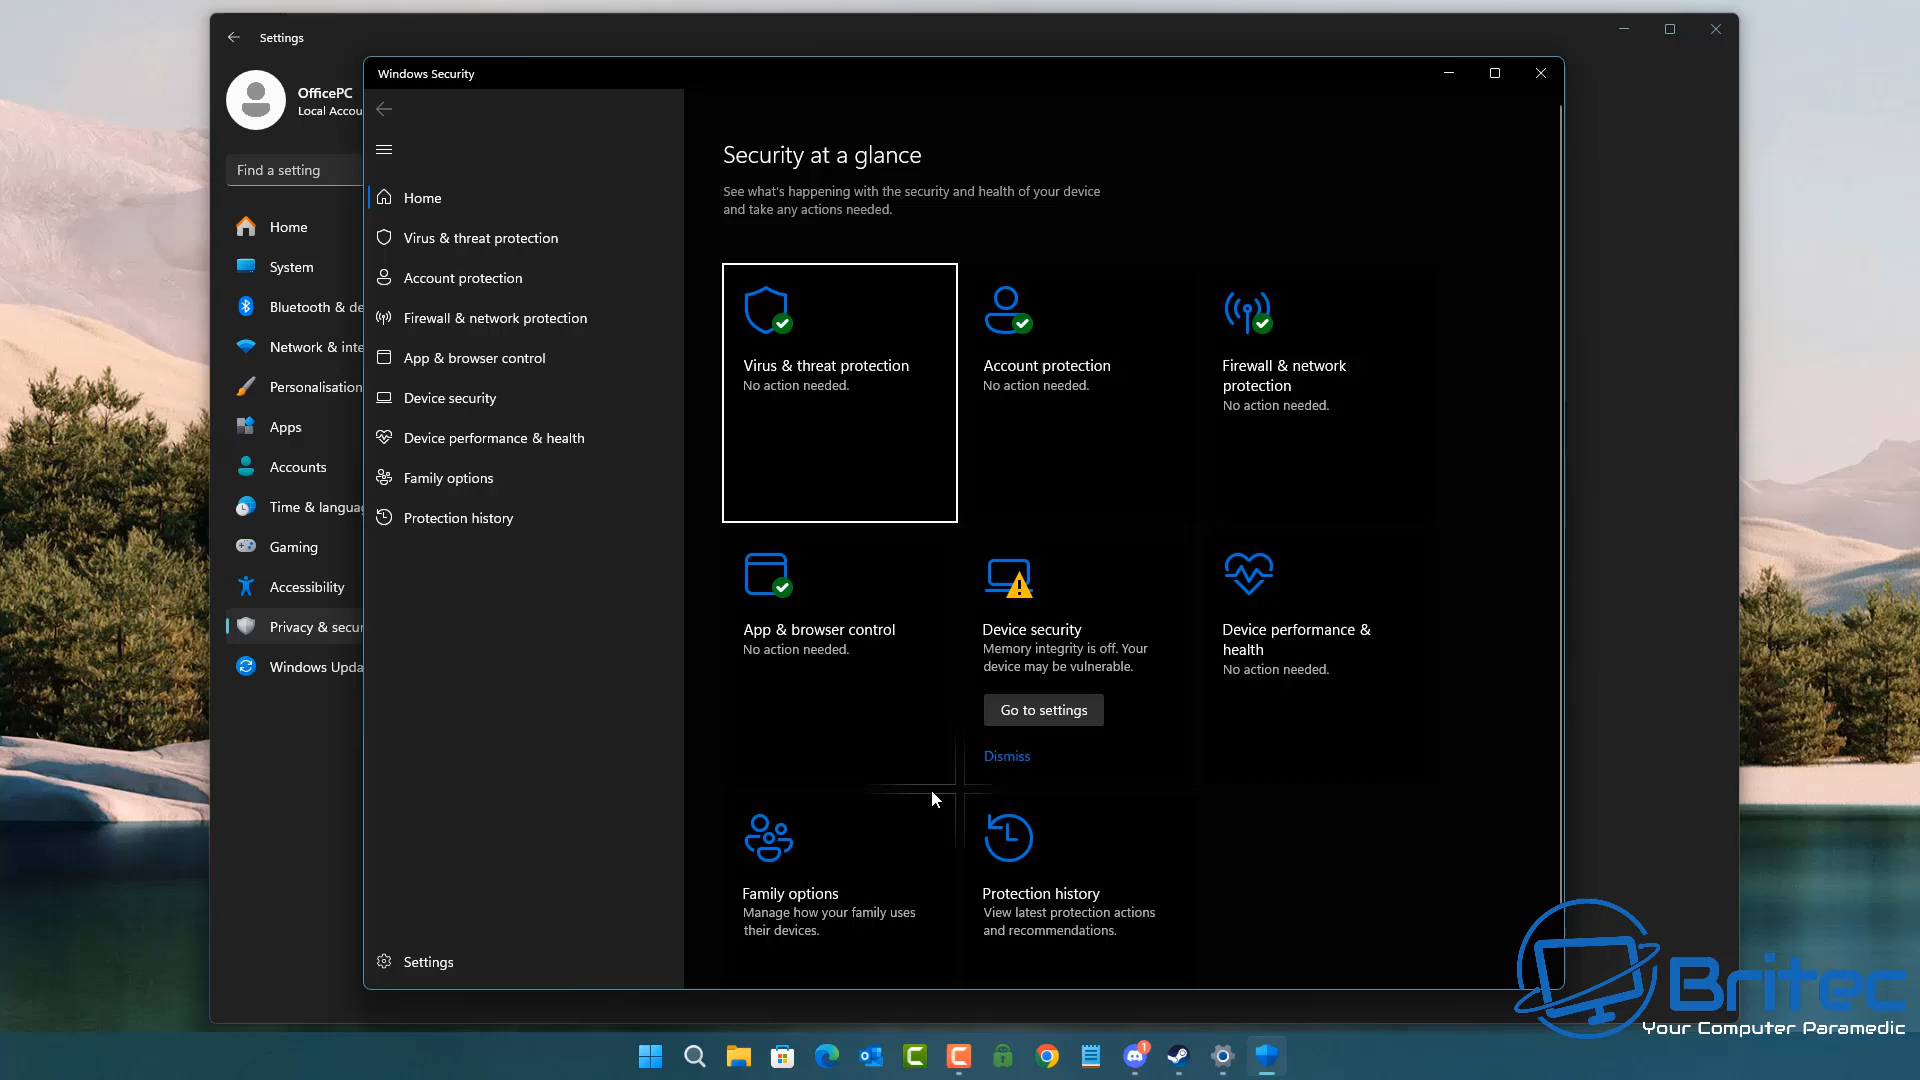 Settings
OfficePC
Local Accou
Find a setting
Home
System
Bluetooth & de
Network & inte
Personalisation
Apps
Accounts
Time & langua
Gaming
Accessibility
Privacy & secur
Windows Upda
Windows Security
Home
Virus & threat protection
Account protection
Firewall & network protection
App & browser control
Device security
Device performance & health
Family options
Protection history
Settings
Security at a glance
See what's happening with the security and health of your device
and take any actions needed.
Virus & threat protection
No action needed.
Account protection
No action needed.
Firewall & network
protection
No action needed.
App & browser control
No action needed.
Device security
Memory integrity is off. Your
device may be vulnerable.
Go to settings
Dismiss
Device performance &
health
No action needed.
Family options
Manage how your family uses
their devices.
Protection history
View latest protection actions
and recommendations.
Britec
Your Computer Paramedic
1